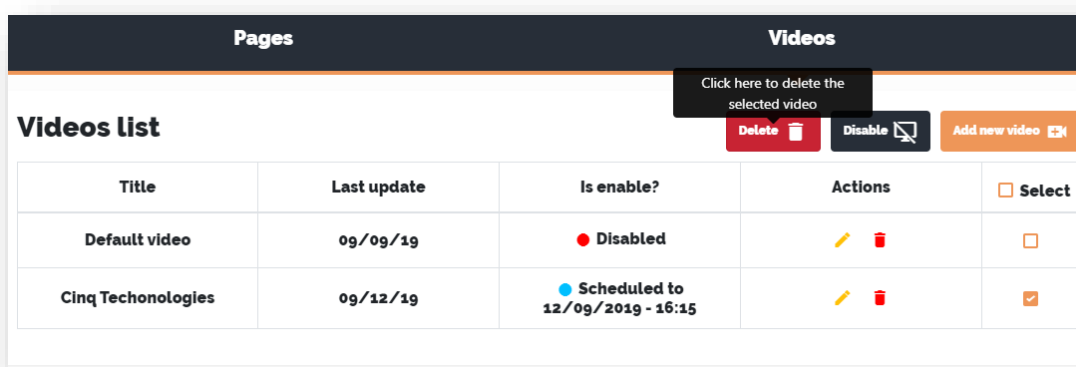 Pages Videos
Click here to delete the
selected video
Videos list
Delete Disable Add new video
Title Last update Is enable? Actions Select
Default video 09/09/19 Disabled
Cinq Techonologies 09/12/19 Scheduled to
12/09/2019 - 16:15